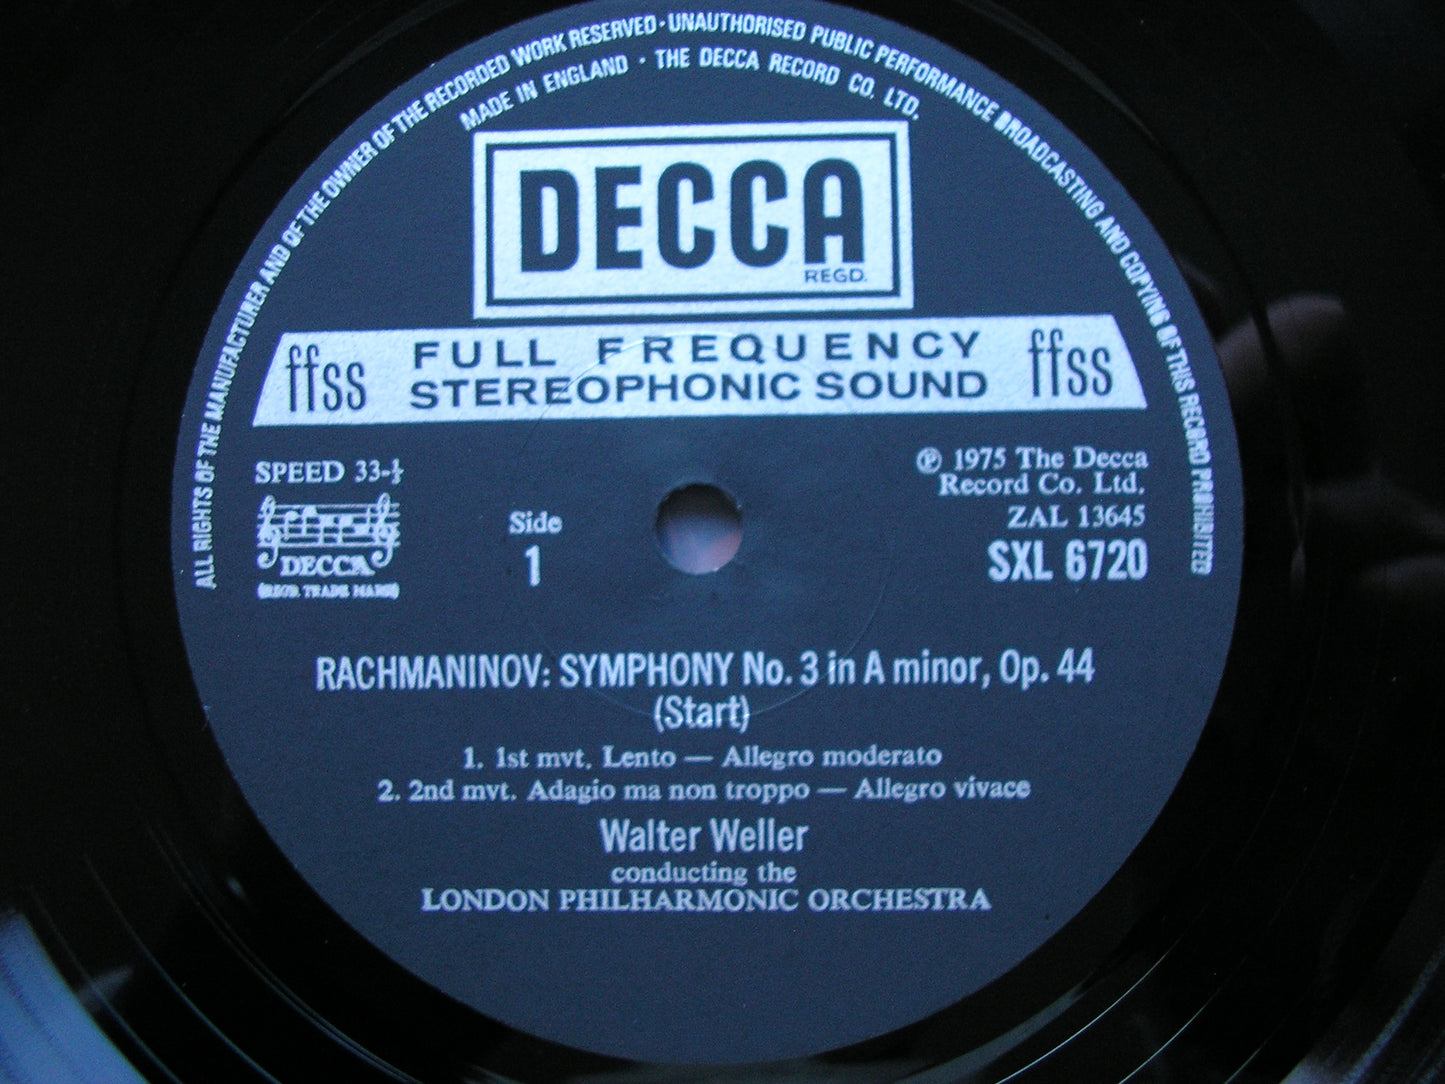 ALL RIGHTS OF THE MANUFACTURER AND OF THE OWNER OF THE RECORDED WORK RESERVED · UNAUTHORISED PUBLIC PERFORMANCE BROADCASTING AND COPYING OF THIS RECORD PROHIBITED
MADE IN ENGLAND · THE DECCA RECORD CO. LTD.
DECCA
REGD.
ffss FULL FREQUENCY STEREOPHONIC SOUND ffss
SPEED 33-⅓
DECCA
(REGD. TRADE MARK)
Side
1
℗ 1975 The Decca
Record Co. Ltd.
ZAL 13645
SXL 6720
RACHMANINOV: SYMPHONY No. 3 in A minor, Op. 44
(Start)
1. 1st mvt. Lento — Allegro moderato
2. 2nd mvt. Adagio ma non troppo — Allegro vivace
Walter Weller
conducting the
LONDON PHILHARMONIC ORCHESTRA